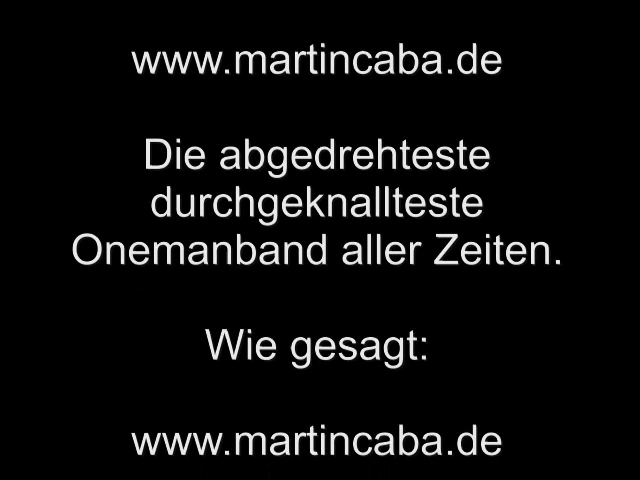 www.martincaba.de
Die abgedrehteste
durchgeknallteste
Onemanband aller Zeiten.
Wie gesagt:
www.martincaba.de